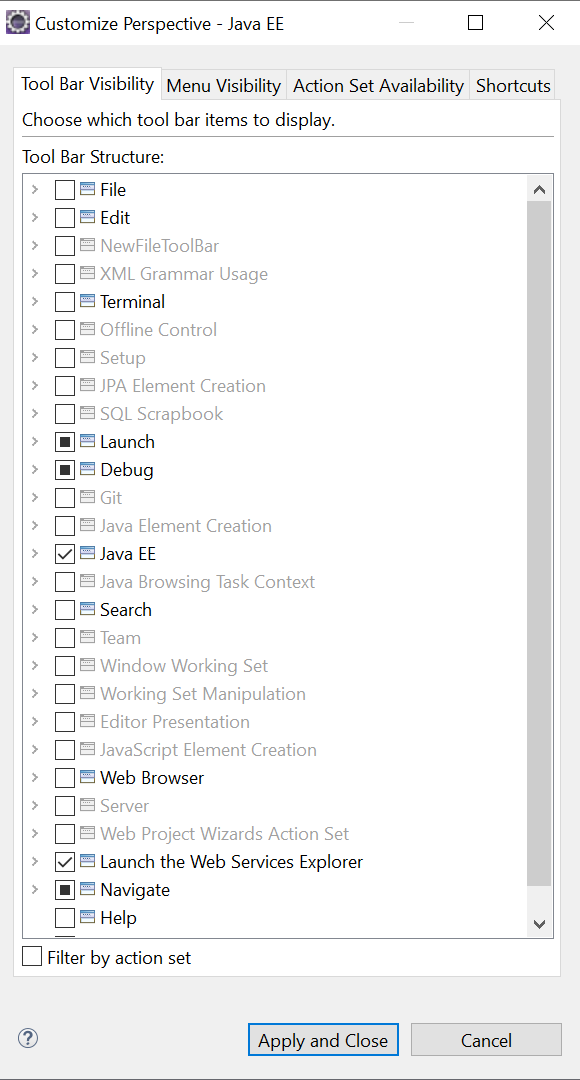 Customize Perspective - Java EE
Tool Bar Visibility Menu Visibility Action Set Availability Shortcuts
Choose which tool bar items to display.
Tool Bar Structure:
File
Edit
NewFileToolBar
XML Grammar Usage
Terminal
Offline Control
Setup
JPA Element Creation
SQL Scrapbook
Launch
Debug
Git
Java Element Creation
Java EE
Java Browsing Task Context
Search
Team
Window Working Set
Working Set Manipulation
Editor Presentation
JavaScript Element Creation
Web Browser
Server
Web Project Wizards Action Set
Launch the Web Services Explorer
Navigate
Help
Filter by action set
? Apply and Close Cancel